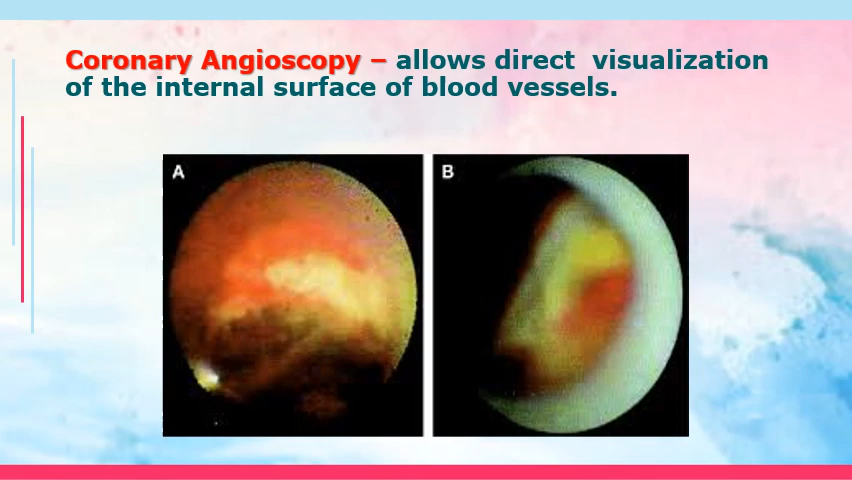 Coronary Angioscopy – allows direct  visualization
of the internal surface of blood vessels.
A
B